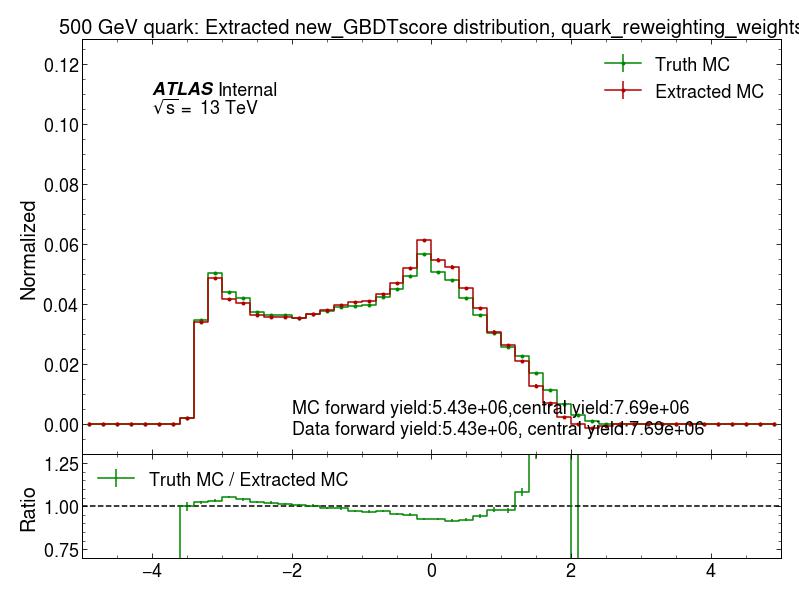 500 GeV quark: Extracted new_GBDTscore distribution, quark_reweighting_weights
ATLAS Internal
√s = 13 TeV
Truth MC
Extracted MC
Normalized
0.12
0.10
0.08
0.06
0.04
0.02
0.00
MC forward yield:5.43e+06,central yield:7.69e+06
Data forward yield:5.43e+06, central yield:7.69e+06
Truth MC / Extracted MC
Ratio
1.25
1.00
0.75
−4
−2
0
2
4